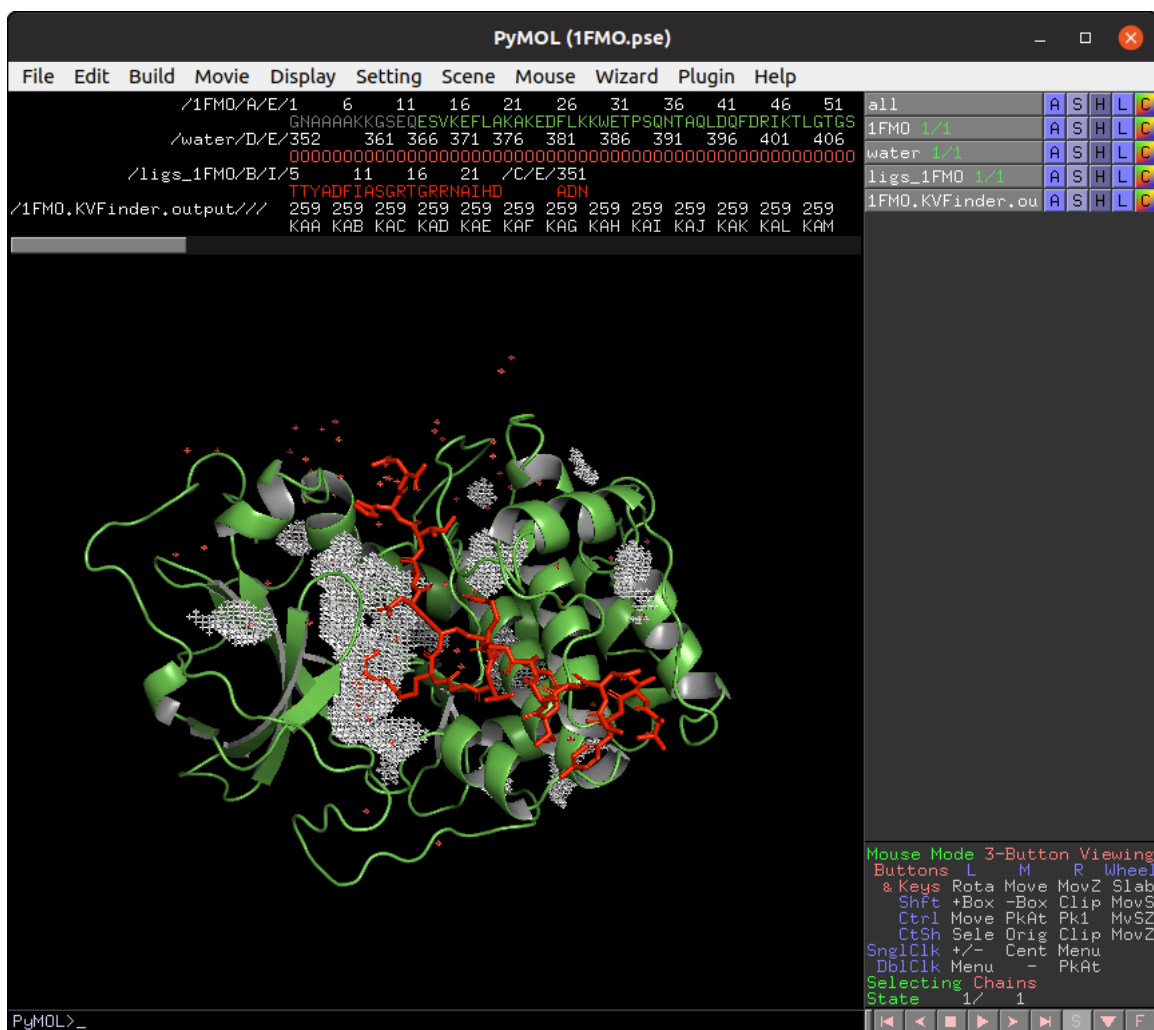 PyMOL (1FMO.pse)
File Edit Build Movie Display Setting Scene Mouse Wizard Plugin Help
/1FMO/A/E/1 6 11 16 21 26 31 36 41 46 51
GNAAAAKKGSEQESVKEFLAKAKEDFLKKWETPSQNTAQLDQFDRIKTLGTGS
/water/D/E/352 361 366 371 376 381 386 391 396 401 406
OOOOOOOOOOOOOOOOOOOOOOOOOOOOOOOOOOOOOOOOOOOOOOOOOOOOO
/ligs_1FMO/B/I/5 11 16 21 /C/E/351
TTYADFIASGRTGRRNAIHD ADN
/1FMO.KVFinder.output/// 259 259 259 259 259 259 259 259 259 259 259 259 259
KAA KAB KAC KAD KAE KAF KAG KAH KAI KAJ KAK KAL KAM
all A S H L C
1FMO 1/1 A S H L C
water 1/1 A S H L C
ligs_1FMO 1/1 A S H L C
1FMO.KVFinder.ou A S H L C
Mouse Mode 3-Button Viewing
Buttons L M R Wheel
& Keys Rota Move MovZ Slab
Shft +Box -Box Clip MovS
Ctrl Move PkAt Pk1 MvSZ
CtSh Sele Orig Clip MovZ
SnglClk +/- Cent Menu
DblClk Menu - PkAt
Selecting Chains
State 1/ 1
PyMOL>_
S F